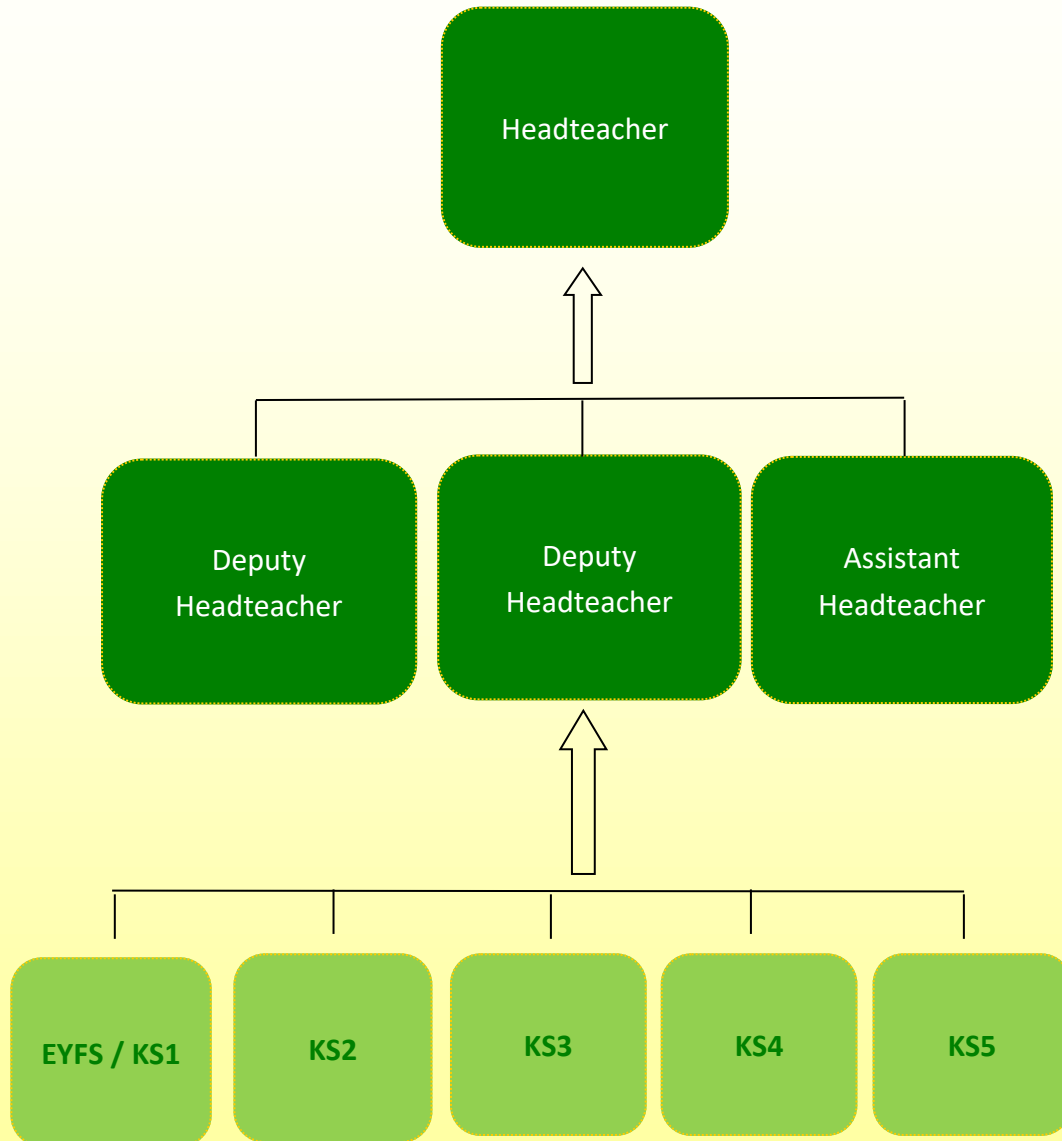 Headteacher
Deputy
Headteacher
Deputy
Headteacher
Assistant
Headteacher
EYFS / KS1
KS2
KS3
KS4
KS5